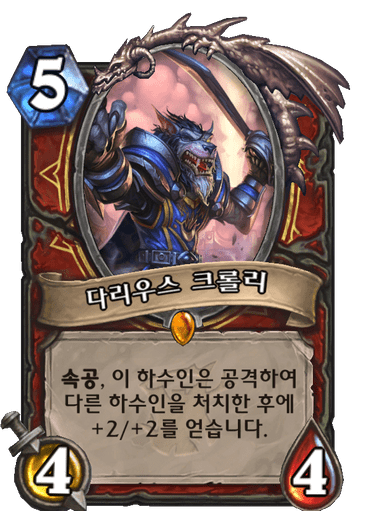 5
다리우스 크롤리
속공, 이 하수인은 공격하여
다른 하수인을 처치한 후에
+2/+2를 얻습니다.
4
4